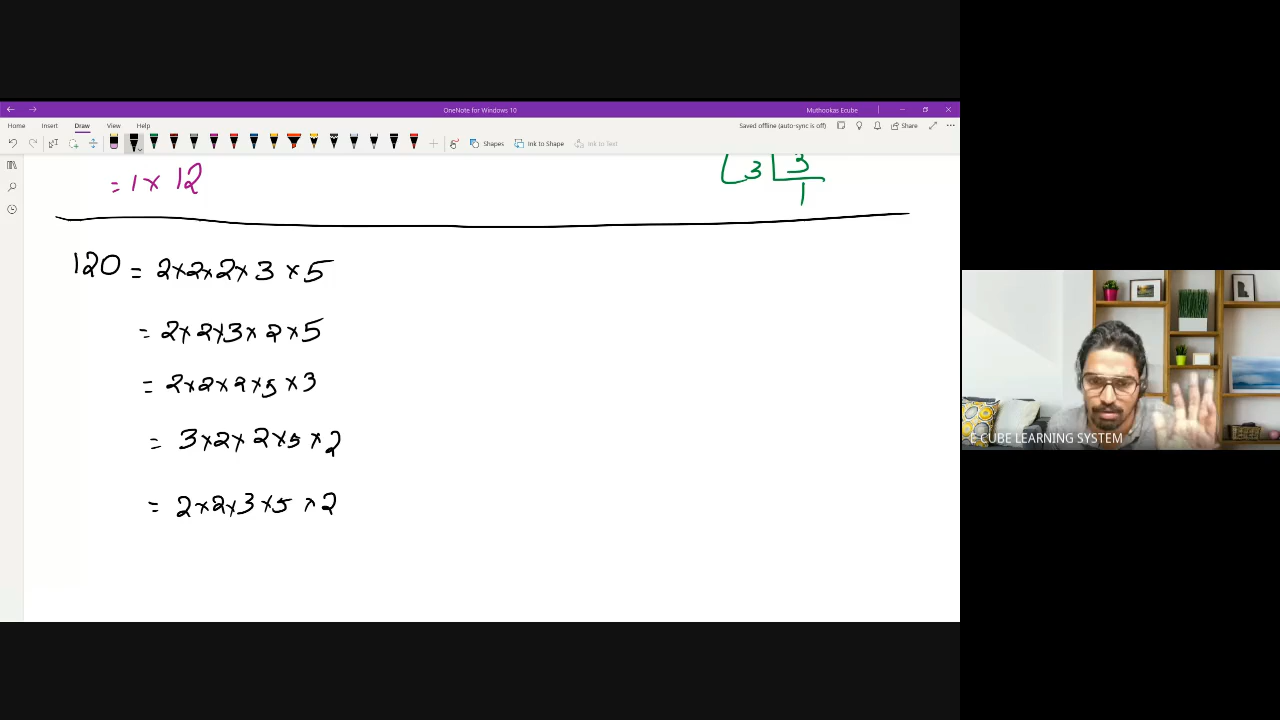 OneNote for Windows 10
Muthookas Ecube
Home Insert Draw View Help
Saved offline (auto-sync is off)
Share
Shapes
Ink to Shape
Ink to Text
= 1 × 12
3 | 3
1
120 = 2×2×2×3×5
= 2×2×3×2×5
= 2×2×2×5×3
= 3×2×2×5×2
= 2×2×3×5×2
E CUBE LEARNING SYSTEM